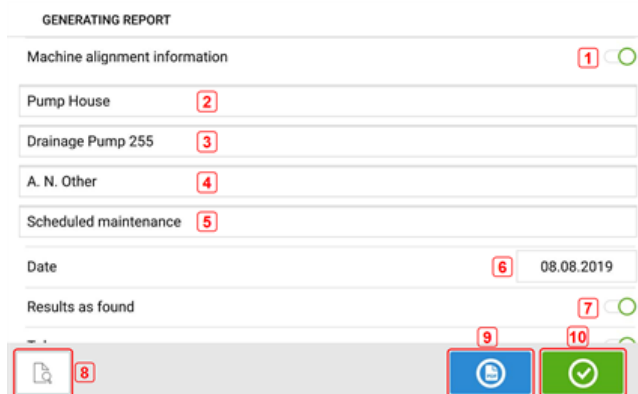 GENERATING REPORT
Machine alignment information 1
Pump House 2
Drainage Pump 255 3
A. N. Other 4
Scheduled maintenance 5
Date 6 08.08.2019
Results as found 7
9 10
8